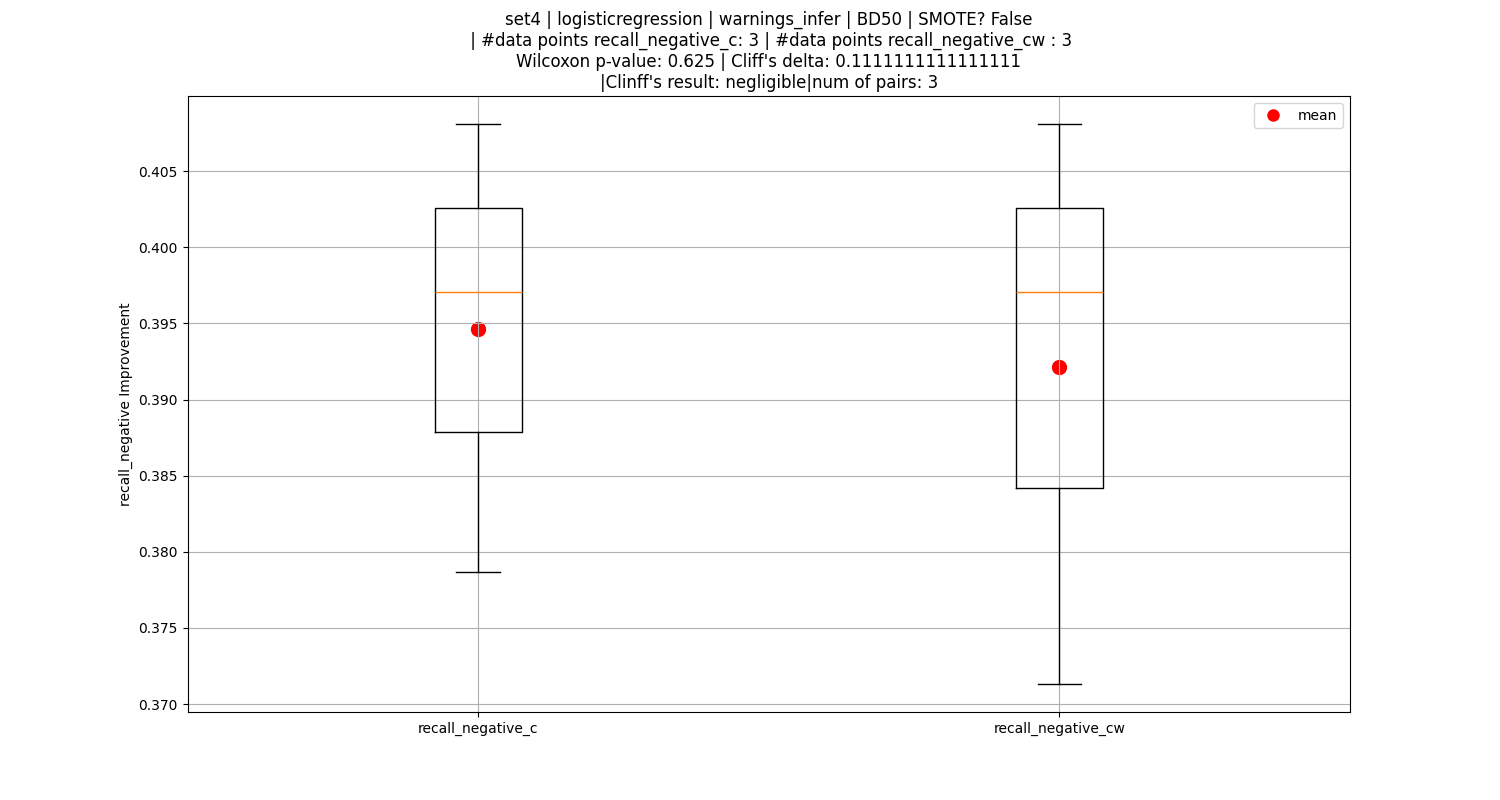 set4 | logisticregression | warnings_infer | BD50 | SMOTE? False
| #data points recall_negative_c: 3 | #data points recall_negative_cw : 3
Wilcoxon p-value: 0.625 | Cliff's delta: 0.1111111111111111
|Clinff's result: negligible|num of pairs: 3
mean
0.405
0.400
0.395
0.390
0.385
0.380
0.375
0.370
recall_negative Improvement
recall_negative_c
recall_negative_cw